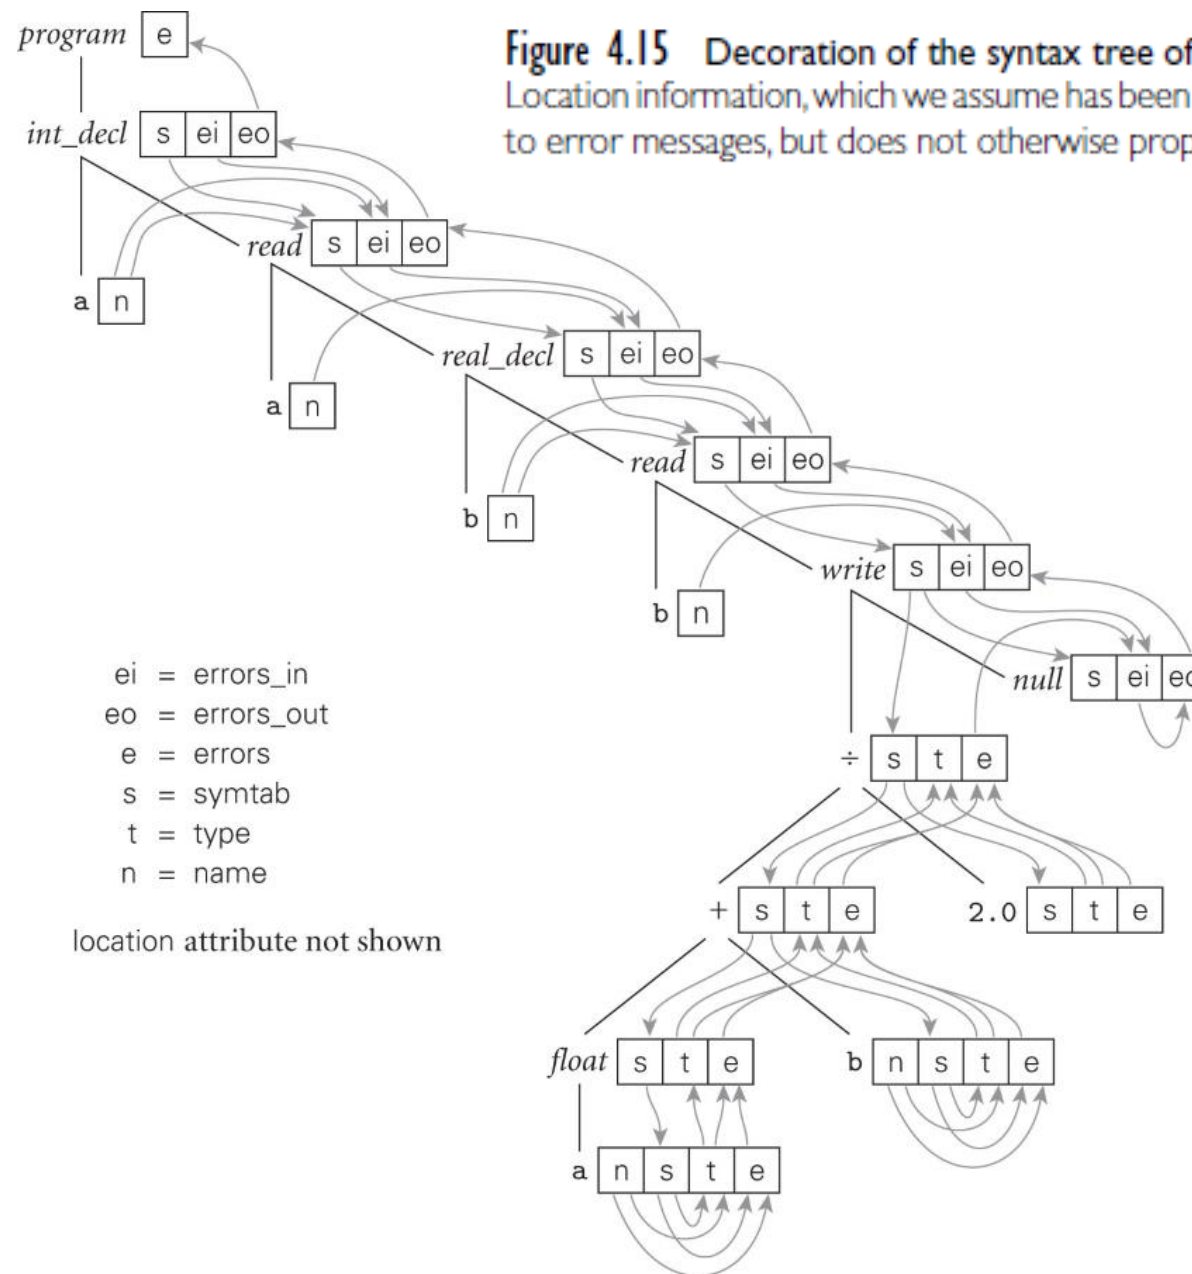 program e
Figure 4.15 Decoration of the syntax tree of
Location information, which we assume has been
to error messages, but does not otherwise prop
int_decl s ei eo
read s ei eo
a n
real_decl s ei eo
a n
read s ei eo
b n
write s ei eo
b n
null s ei eo
ei = errors_in
eo = errors_out
e = errors
s = symtab
t = type
n = name
location attribute not shown
÷ s t e
+ s t e
2.0 s t e
float s t e
b n s t e
a n s t e